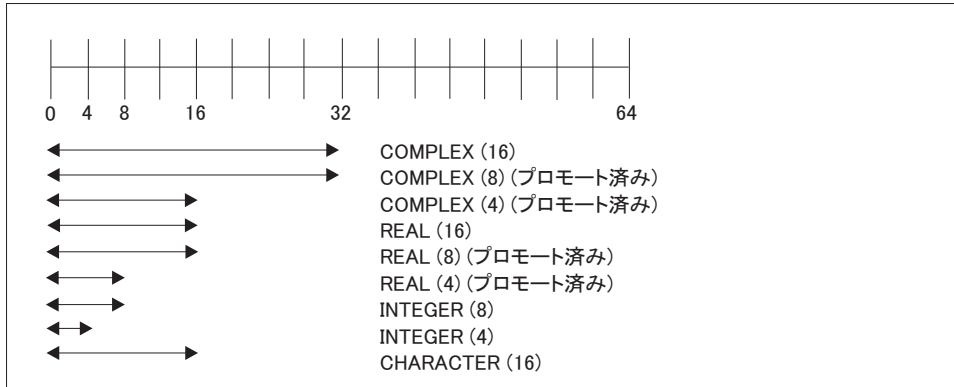 0 4 8 16 32 64
COMPLEX (16)
COMPLEX (8) (プロモート済み)
COMPLEX (4) (プロモート済み)
REAL (16)
REAL (8) (プロモート済み)
REAL (4) (プロモート済み)
INTEGER (8)
INTEGER (4)
CHARACTER (16)